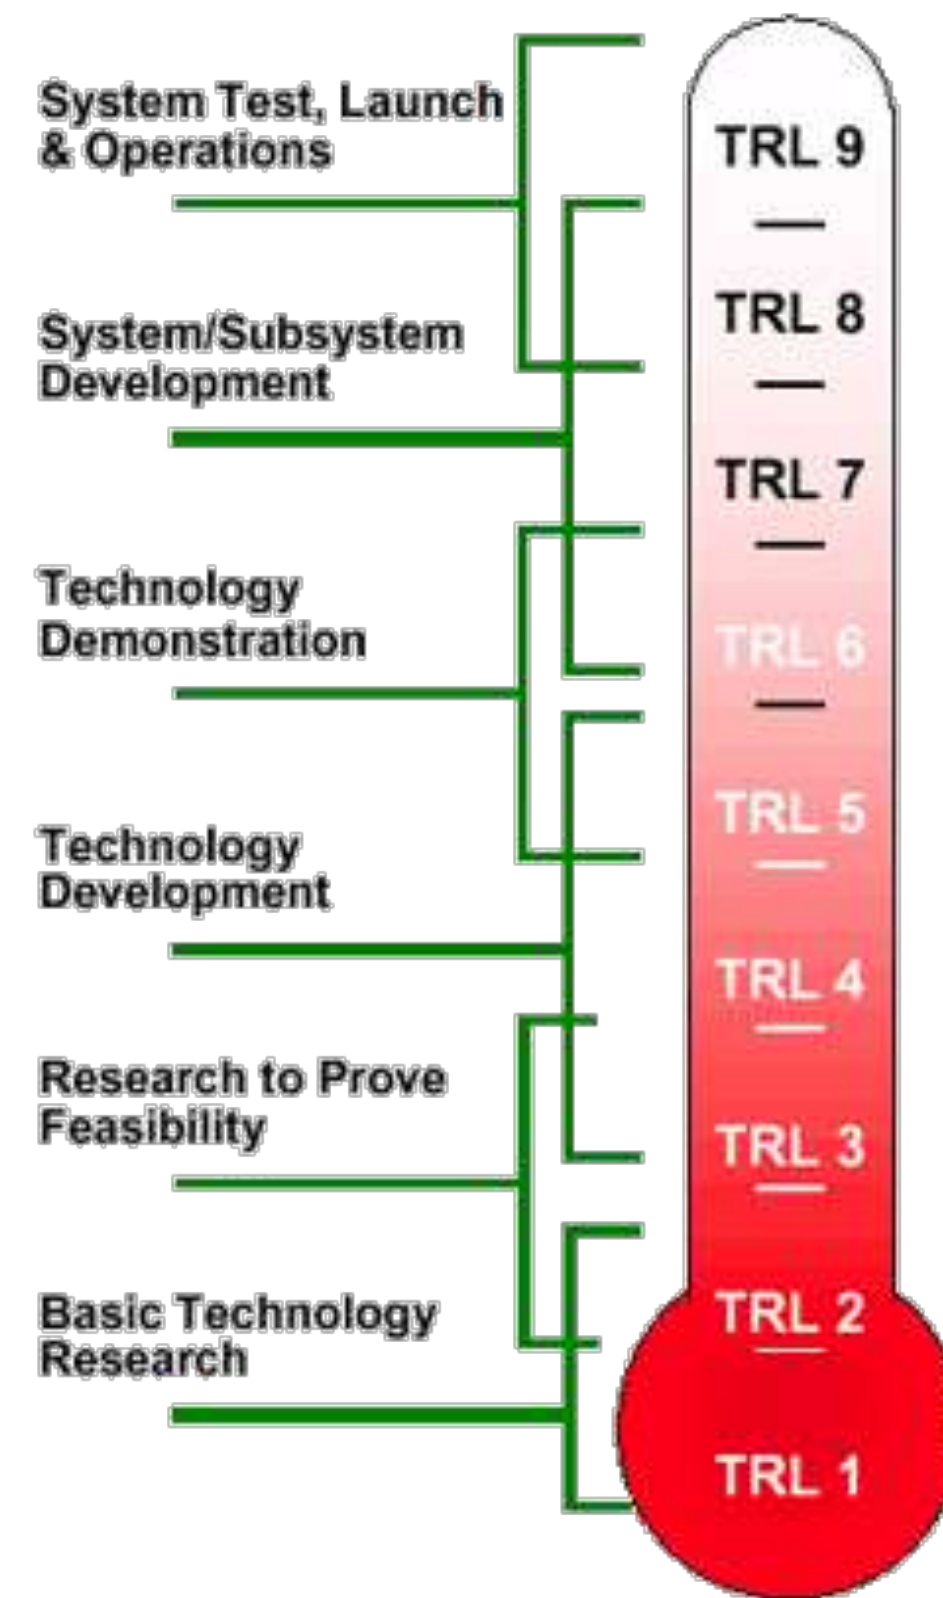 System Test, Launch
& Operations
System/Subsystem
Development
Technology
Demonstration
Technology
Development
Research to Prove
Feasibility
Basic Technology
Research
TRL 9
TRL 8
TRL 7
TRL 6
TRL 5
TRL 4
TRL 3
TRL 2
TRL 1